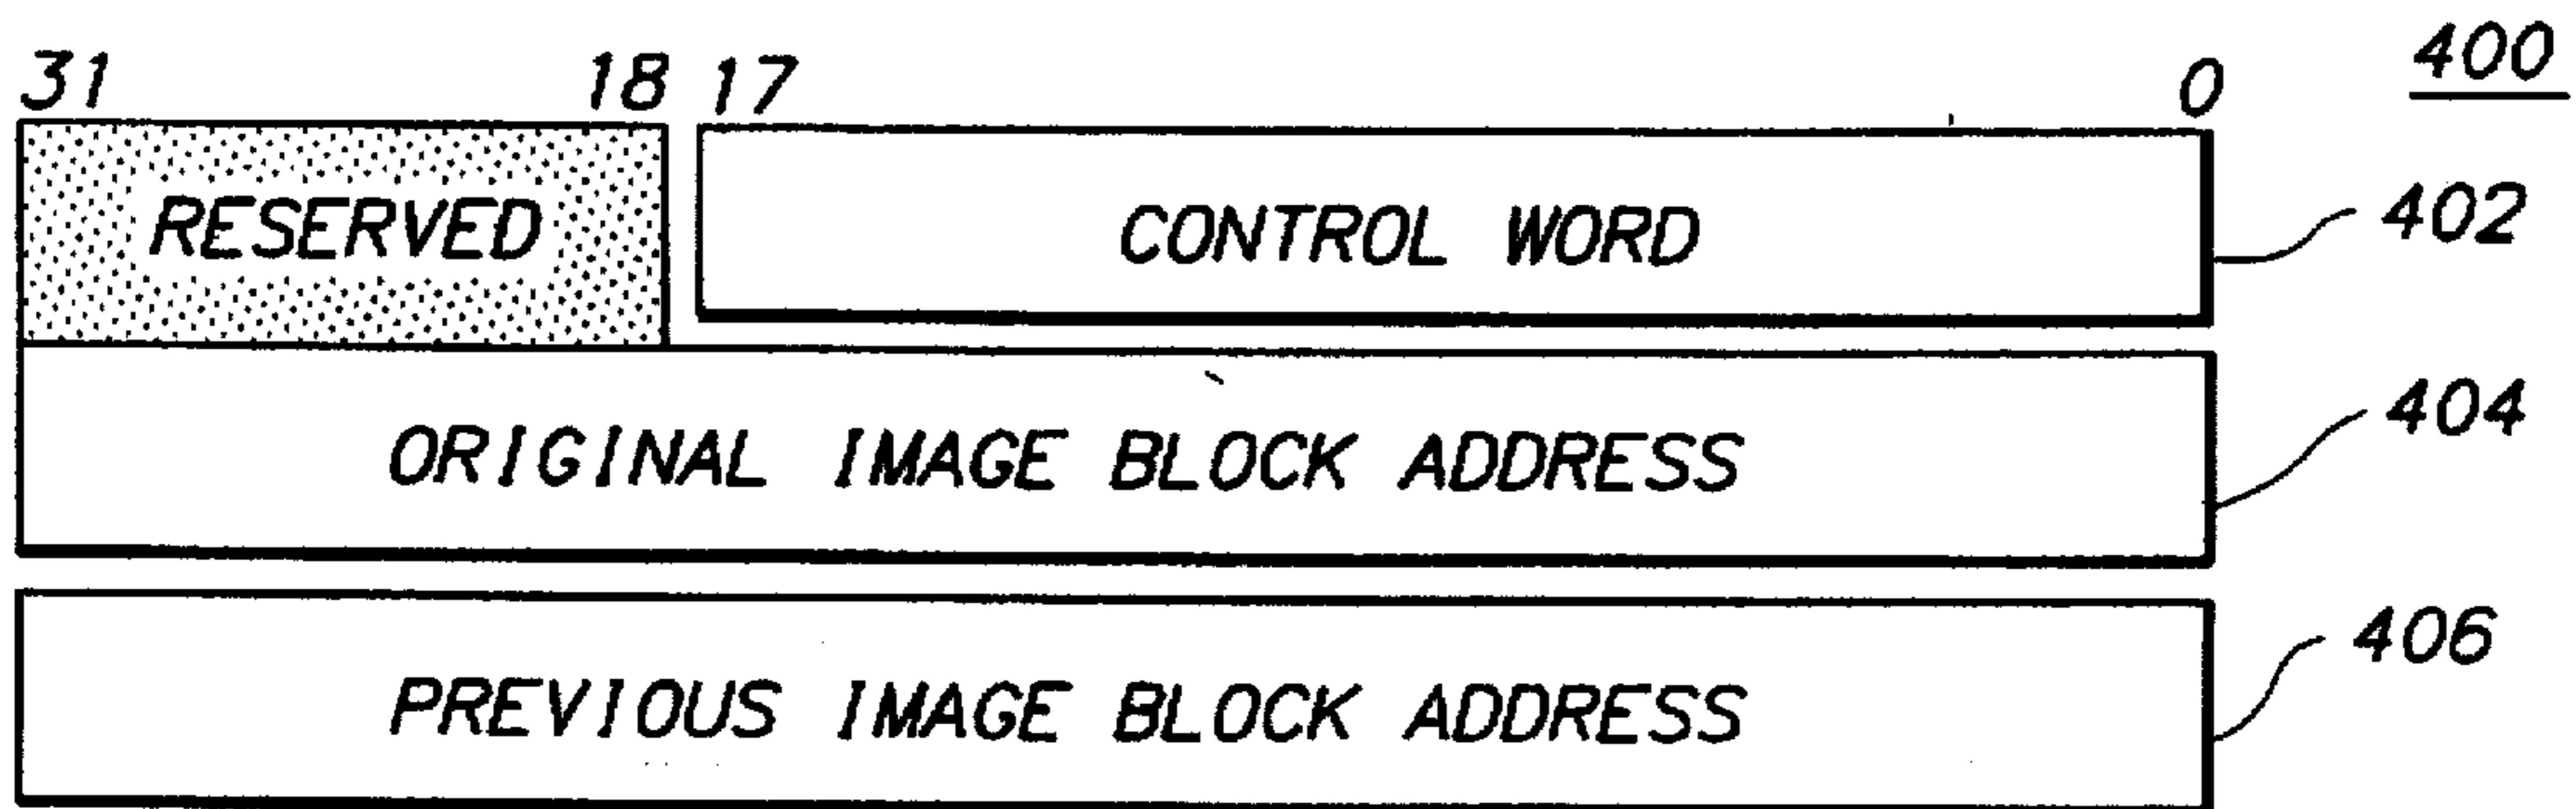 31 18 17 0 400
RESERVED CONTROL WORD 402
ORIGINAL IMAGE BLOCK ADDRESS 404
PREVIOUS IMAGE BLOCK ADDRESS 406